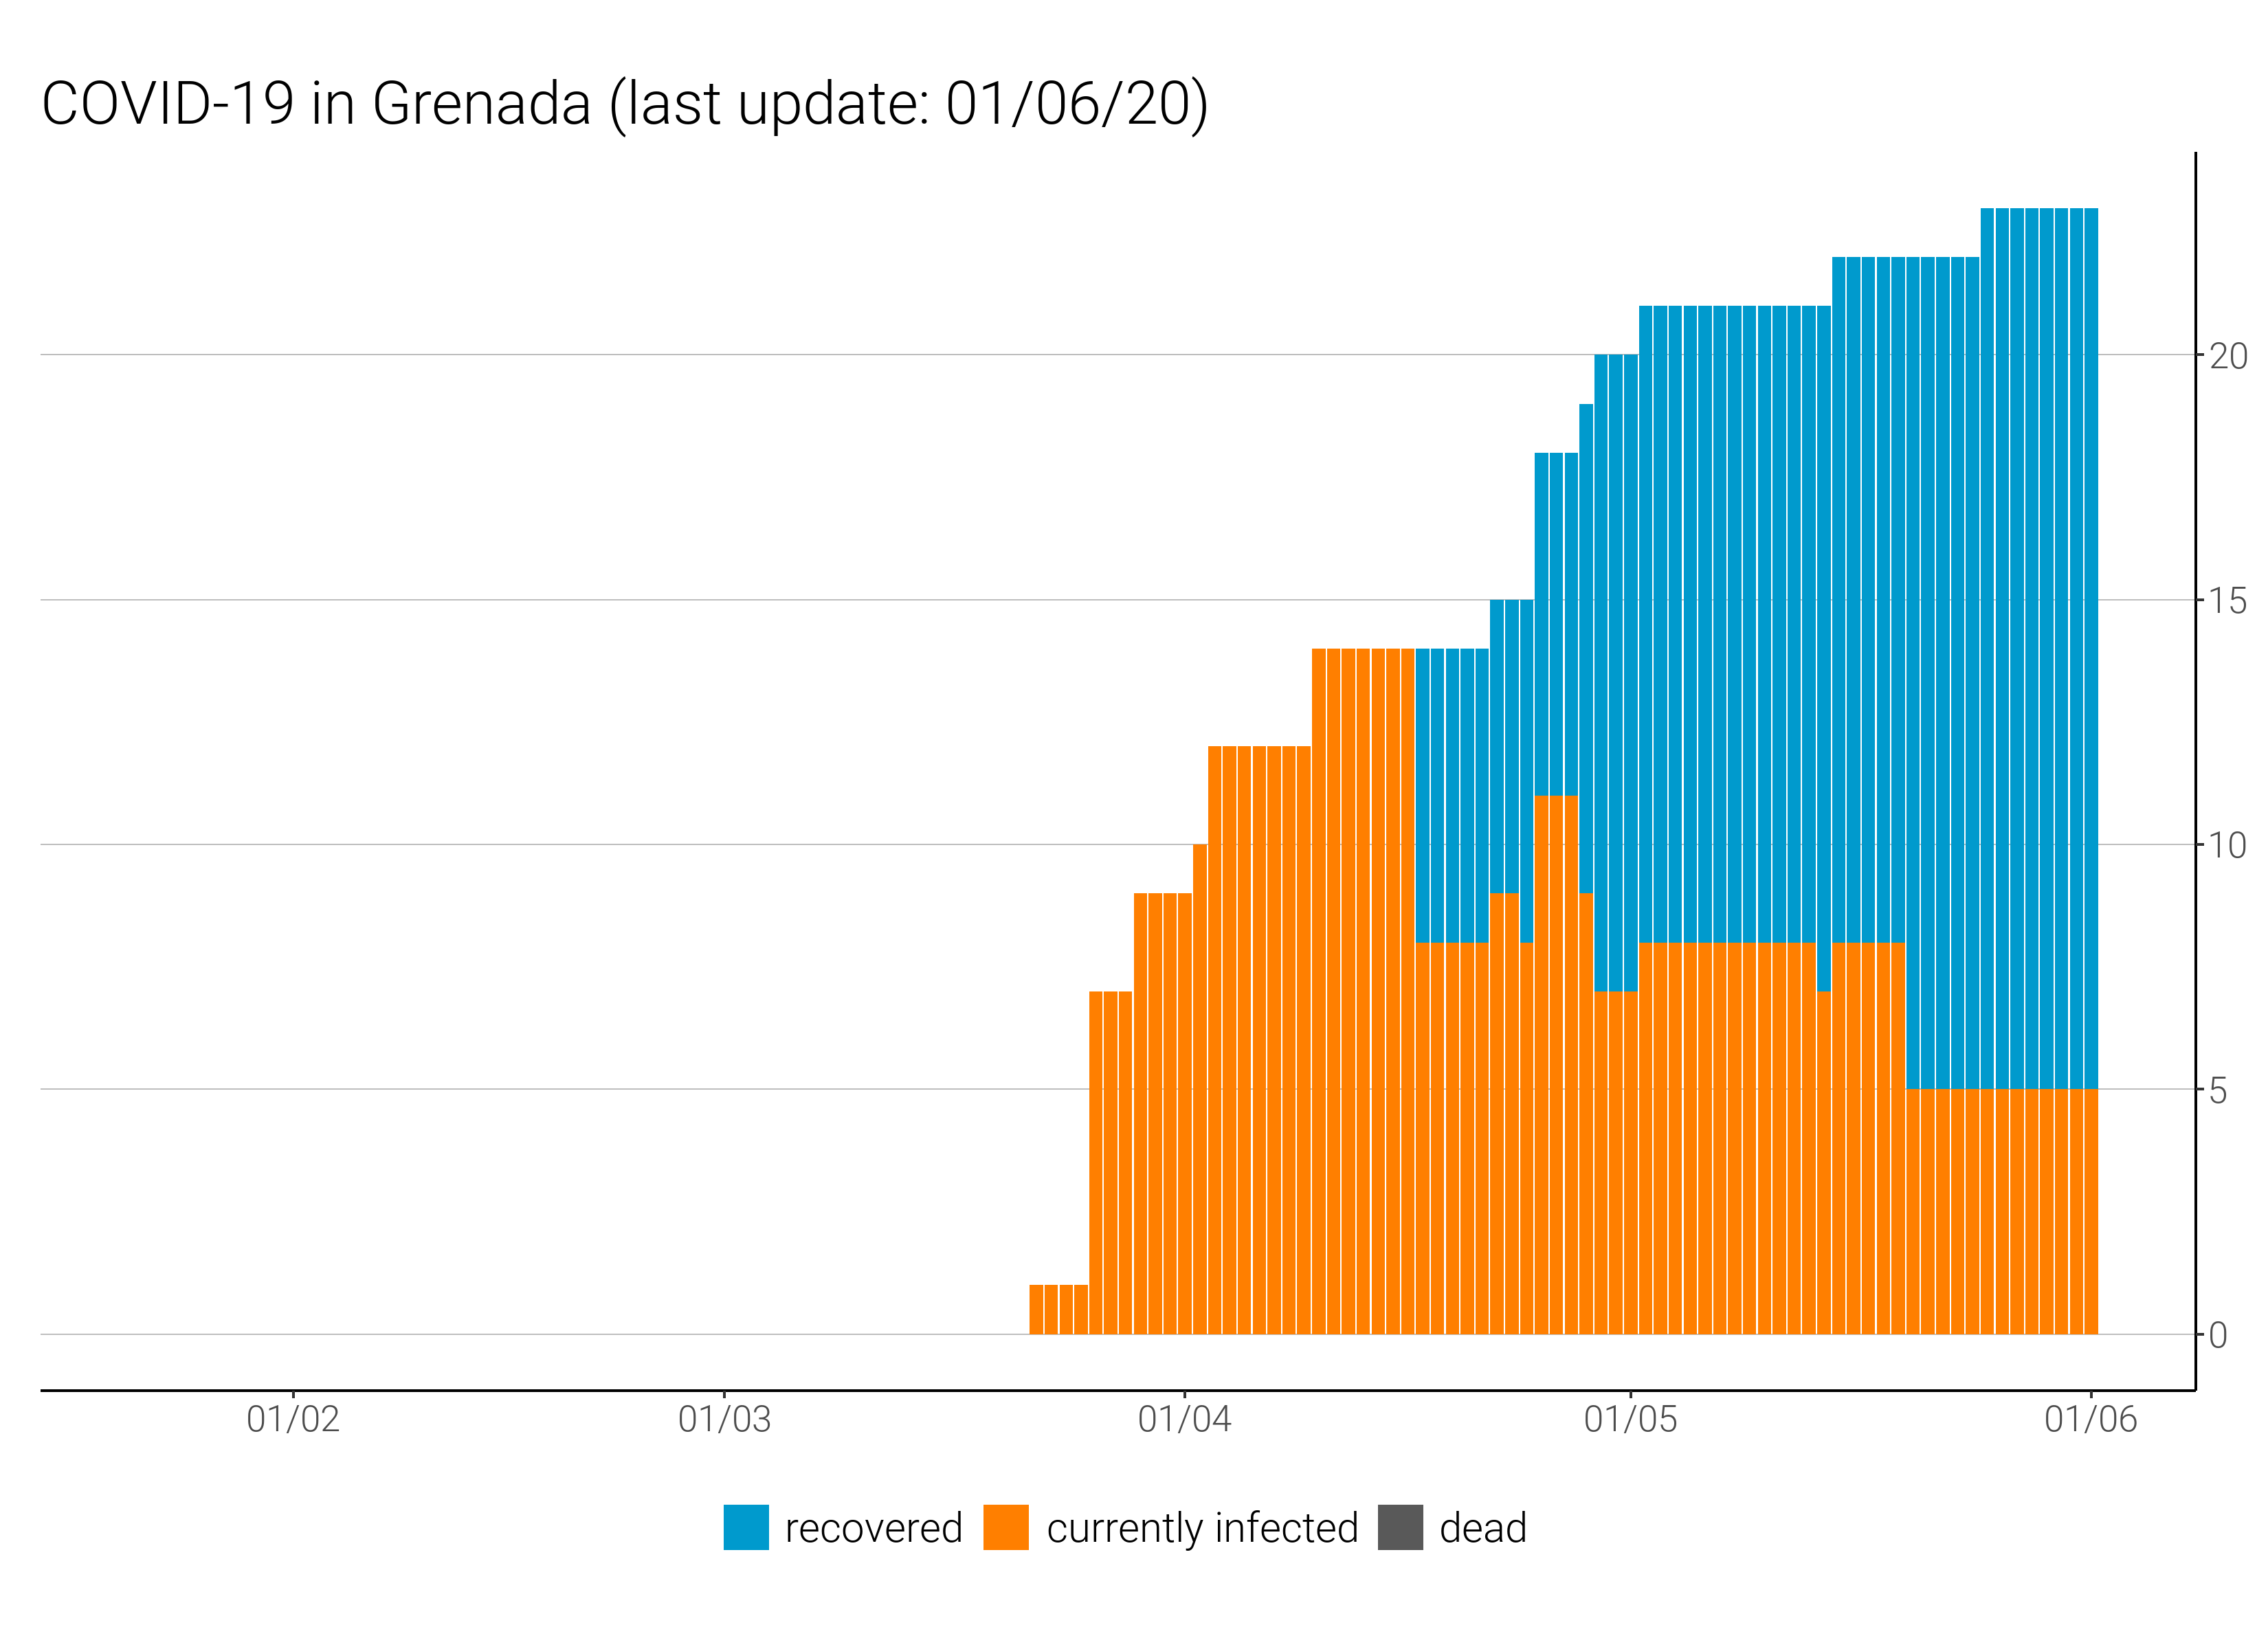 COVID-19 in Grenada (last update: 01/06/20)
20
15
10
5
0
01/02 01/03 01/04 01/05 01/06
recovered currently infected dead